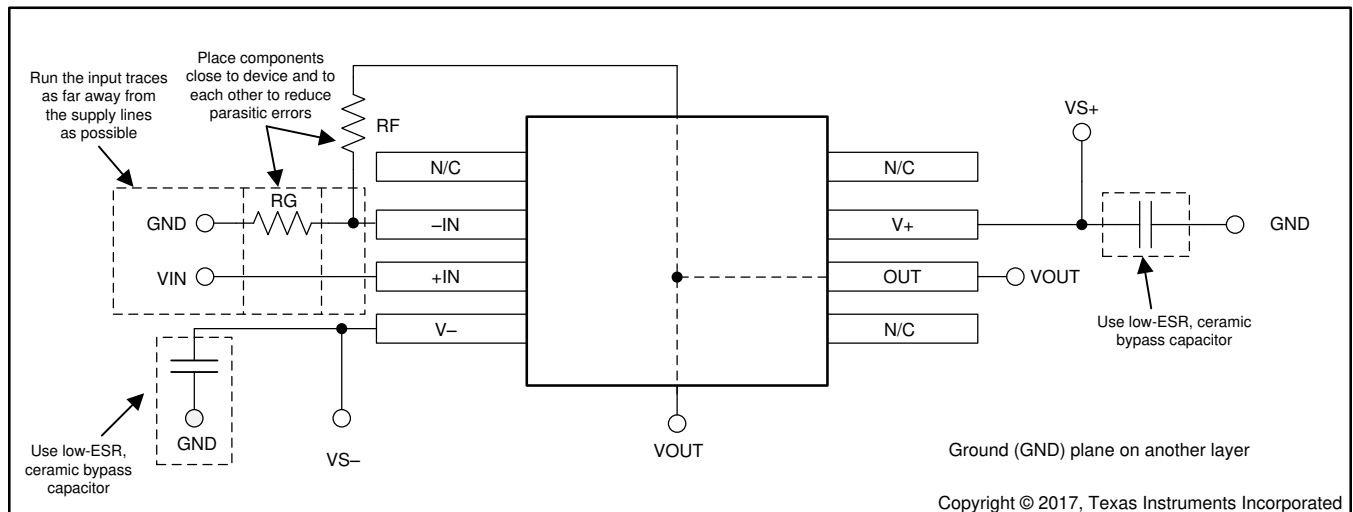 Run the input traces
as far away from
the supply lines
as possible
Place components
close to device and to
each other to reduce
parasitic errors
RF
VS+
N/C
N/C
RG
GND
–IN
V+
GND
VIN
+IN
OUT
VOUT
V–
N/C
Use low-ESR, ceramic
bypass capacitor
GND
Use low-ESR,
ceramic bypass
capacitor
VS–
VOUT
Ground (GND) plane on another layer
Copyright © 2017, Texas Instruments Incorporated